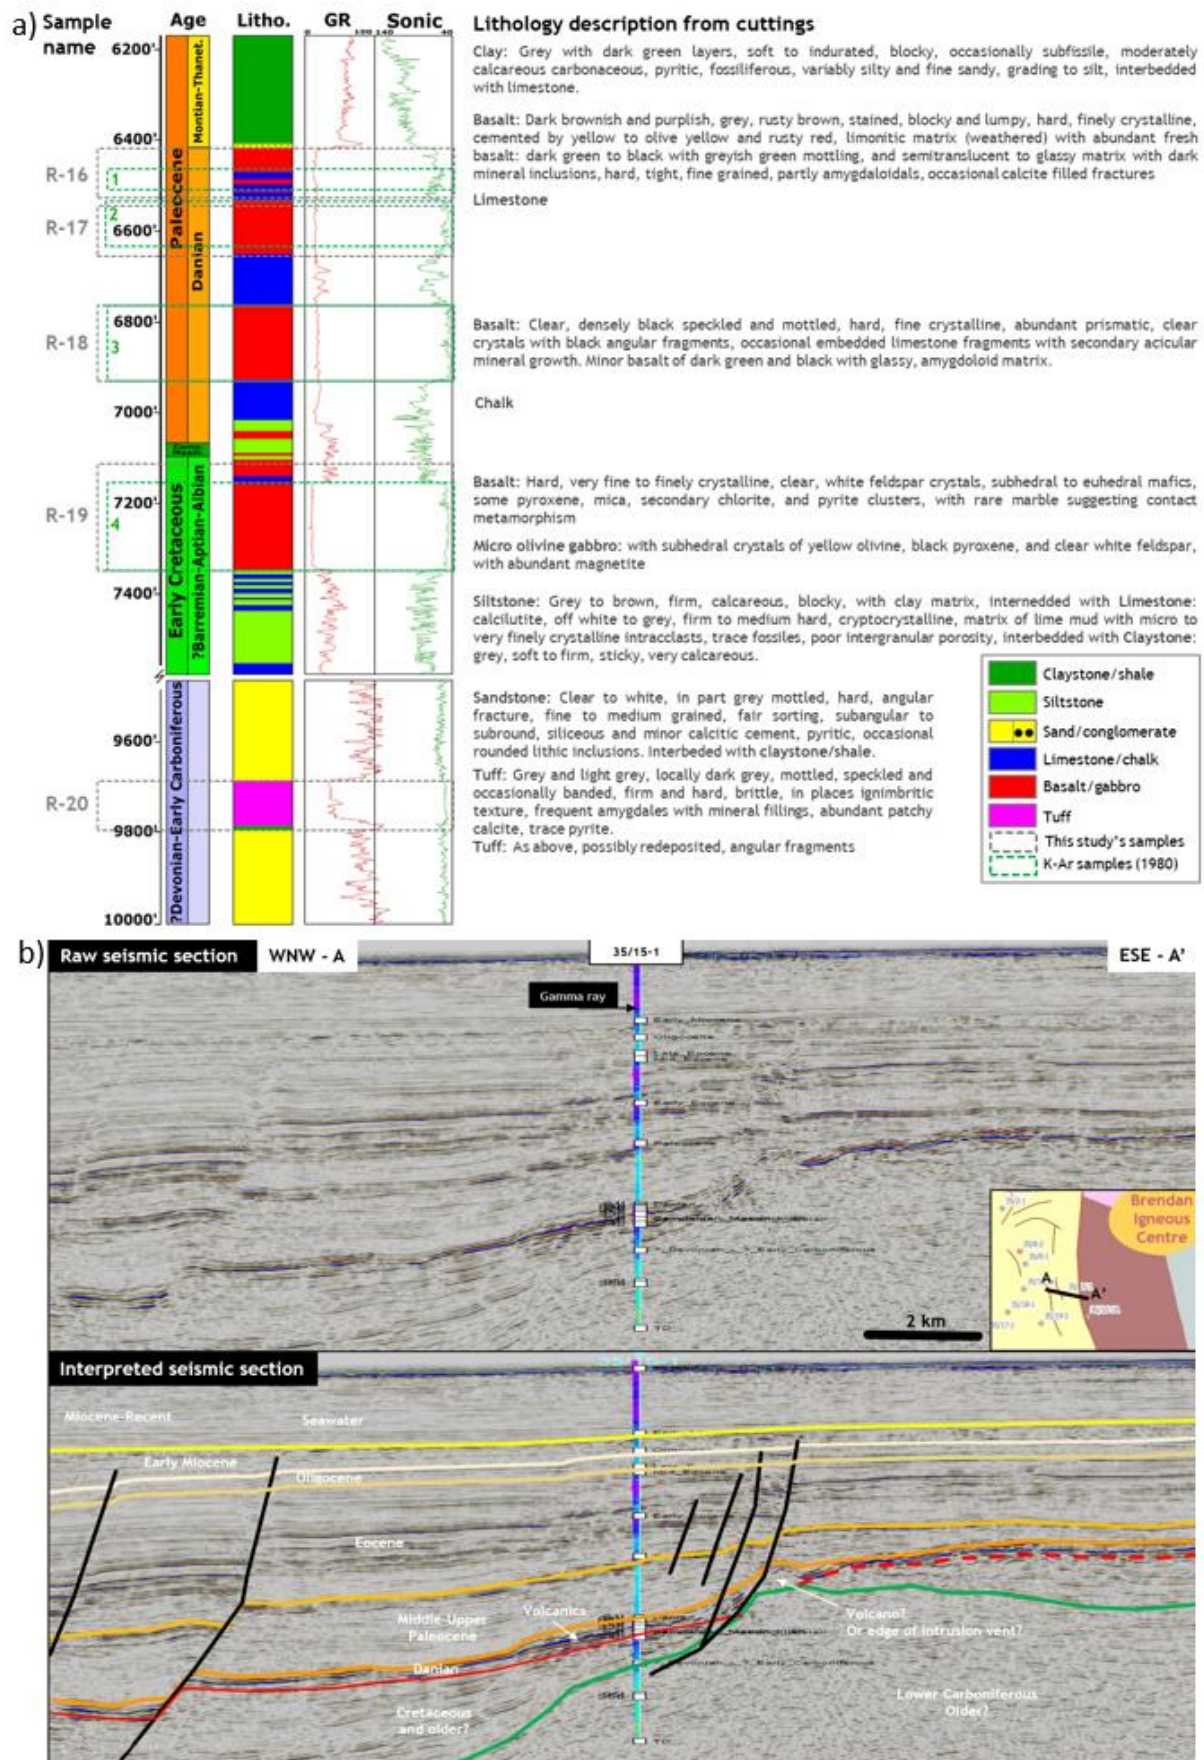 a) Sample name Age Litho. GR Sonic Lithology description from cuttings
0 100 140 40
6200'
Clay: Grey with dark green layers, soft to indurated, blocky, occasionally subfissile, moderately
calcareous carbonaceous, pyritic, fossiliferous, variably silty and fine sandy, grading to silt, interbedded
with limestone.
Montian-Thanet.
6400'
Basalt: Dark brownish and purplish, grey, rusty brown, stained, blocky and lumpy, hard, finely crystalline,
cemented by yellow to olive yellow and rusty red, limonitic matrix (weathered) with abundant fresh
basalt: dark green to black with greyish green mottling, and semitranslucent to glassy matrix with dark
mineral inclusions, hard, tight, fine grained, partly amygdaloidals, occasional calcite filled fractures
R-16
1
Limestone
2
R-17
6600'
Paleocene
Danian
6800'
R-18
3
Basalt: Clear, densely black speckled and mottled, hard, fine crystalline, abundant prismatic, clear
crystals with black angular fragments, occasional embedded limestone fragments with secondary acicular
mineral growth. Minor basalt of dark green and black with glassy, amygdoloid matrix.
7000'
Chalk
7200'
R-19
4
Basalt: Hard, very fine to finely crystalline, clear, white feldspar crystals, subhedral to euhedral mafics,
some pyroxene, mica, secondary chlorite, and pyrite clusters, with rare marble suggesting contact
metamorphism
Micro olivine gabbro: with subhedral crystals of yellow olivine, black pyroxene, and clear white feldspar,
with abundant magnetite
Early Cretaceous
?Barremian-Aptian-Albian
7400'
Siltstone: Grey to brown, firm, calcareous, blocky, with clay matrix, internedded with Limestone:
calcilutite, off white to grey, firm to medium hard, cryptocrystalline, matrix of lime mud with micro to
very finely crystalline intracclasts, trace fossiles, poor intergranular porosity, interbedded with Claystone:
grey, soft to firm, sticky, very calcareous.
?Devonian-Early Carboniferous
9600'
Sandstone: Clear to white, in part grey mottled, hard, angular
fracture, fine to medium grained, fair sorting, subangular to
subround, siliceous and minor calcitic cement, pyritic, occasional
rounded lithic inclusions. Interbeded with claystone/shale.
R-20
9800'
Tuff: Grey and light grey, locally dark grey, mottled, speckled and
occasionally banded, firm and hard, brittle, in places ignimbritic
texture, frequent amygdales with mineral fillings, abundant patchy
calcite, trace pyrite.
Tuff: As above, possibly redeposited, angular fragments
10000'
Claystone/shale
Siltstone
Sand/conglomerate
Limestone/chalk
Basalt/gabbro
Tuff
This study's samples
K-Ar samples (1980)
b) Raw seismic section WNW - A 35/15-1 ESE - A'
Gamma ray
Early Eocene
Brendan
Igneous
Centre
A
A'
2 km
TD
Interpreted seismic section
Miocene-Recent
Seawater
Early Miocene
Oligocene
Eocene
Middle-Upper
Paleocene
Volcanics
Volcano?
Or edge of intrusion vent?
Danian
Cretaceous
and older?
Lower Carboniferous
Older?